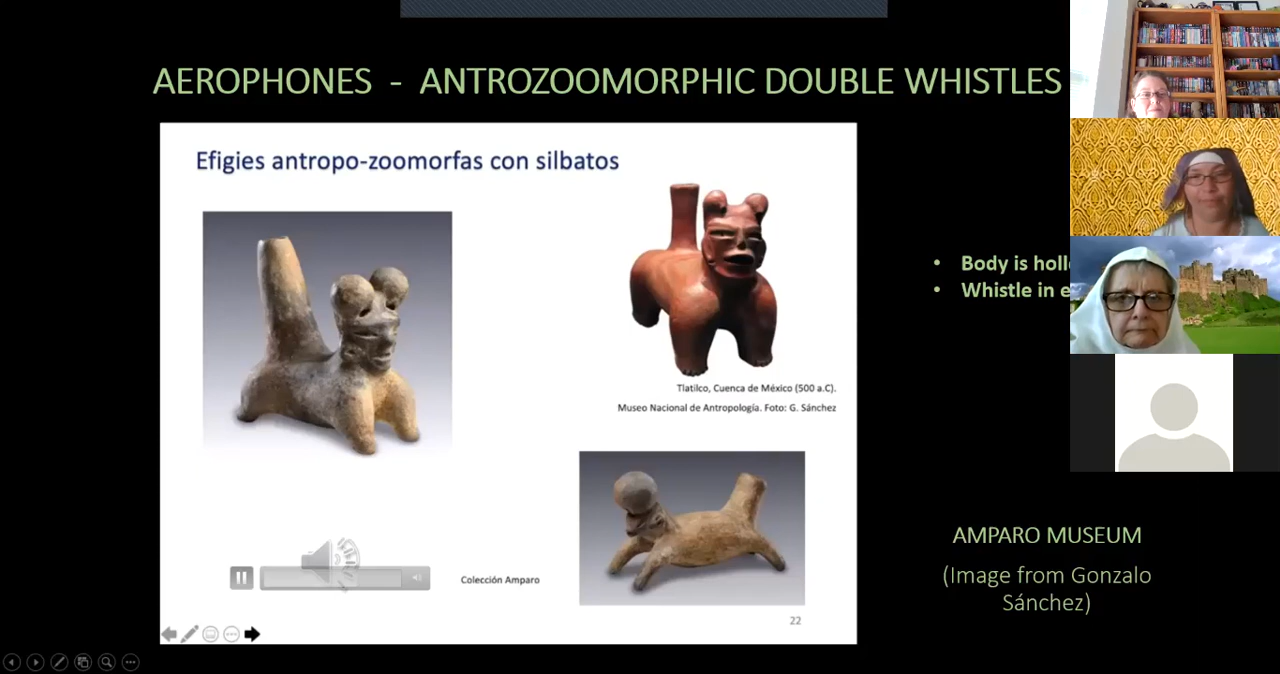 AEROPHONES - ANTROZOOMORPHIC DOUBLE WHISTLES
Efigies antropo-zoomorfas con silbatos
Tlatilco, Cuenca de México (500 a.C).
Museo Nacional de Antropología. Foto: G. Sánchez
• Body is
• Whistle in
Colección Amparo
22
AMPARO MUSEUM
(Image from Gonzalo
Sánchez)